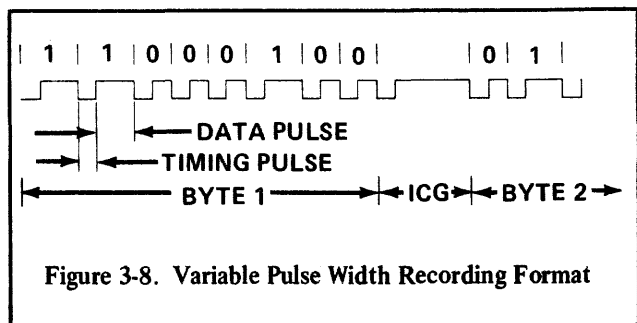 | 1 | 1 | 0 | 0 | 0 | 1 | 0 | 0 | | 0 | 1 |
DATA PULSE
TIMING PULSE
BYTE 1 ICG BYTE 2
Figure 3-8. Variable Pulse Width Recording Format